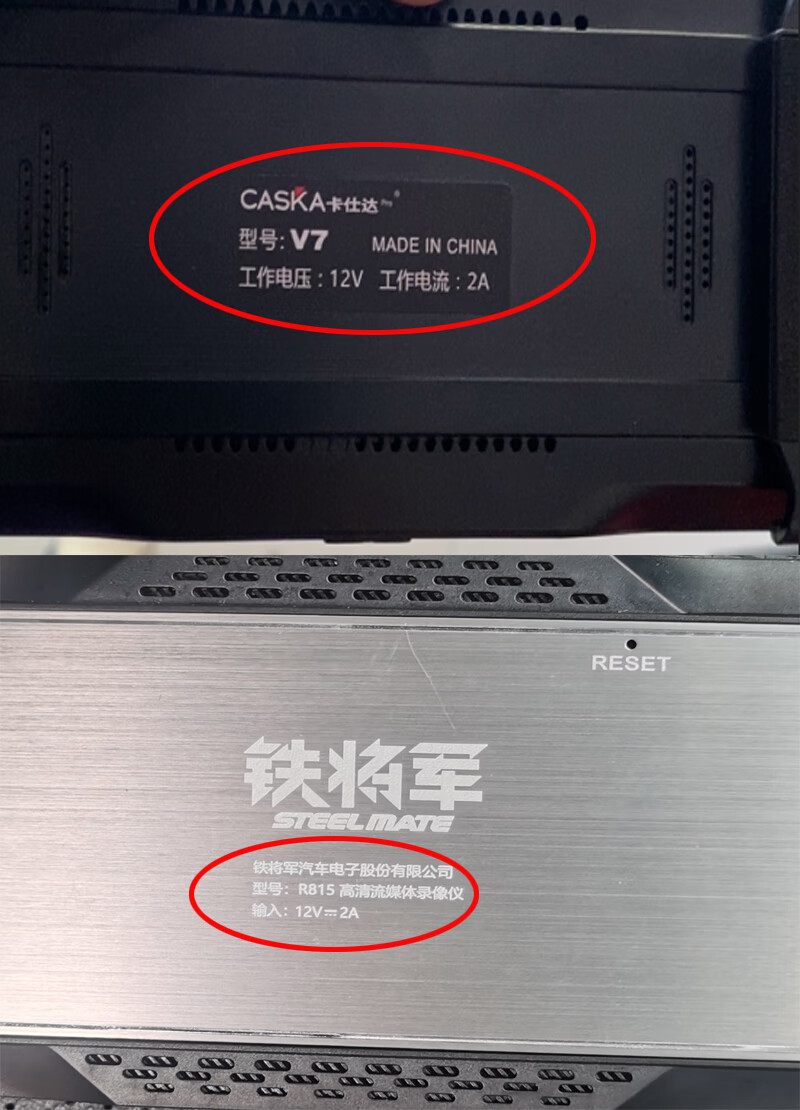 CASKA卡仕达 Pro ®
型号: V7 MADE IN CHINA
工作电压: 12V 工作电流: 2A
RESET
铁将军
STEELMATE
铁将军汽车电子股份有限公司
型号: R815 高清流媒体录像仪
输入: 12V⎓2A